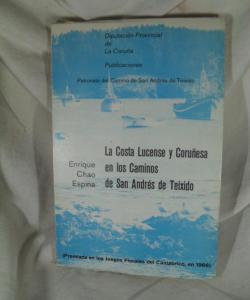 Diputación Provincial
de
La Coruña
Publicaciones
Patronato del Camino de San Andrés de Teixido
La Costa Lucense y Coruñesa
en los Caminos
de San Andrés de Teixido
Enrique
Chao
Espina
(Premiada en los Juegos Florales del Cantábrico, en 1966)